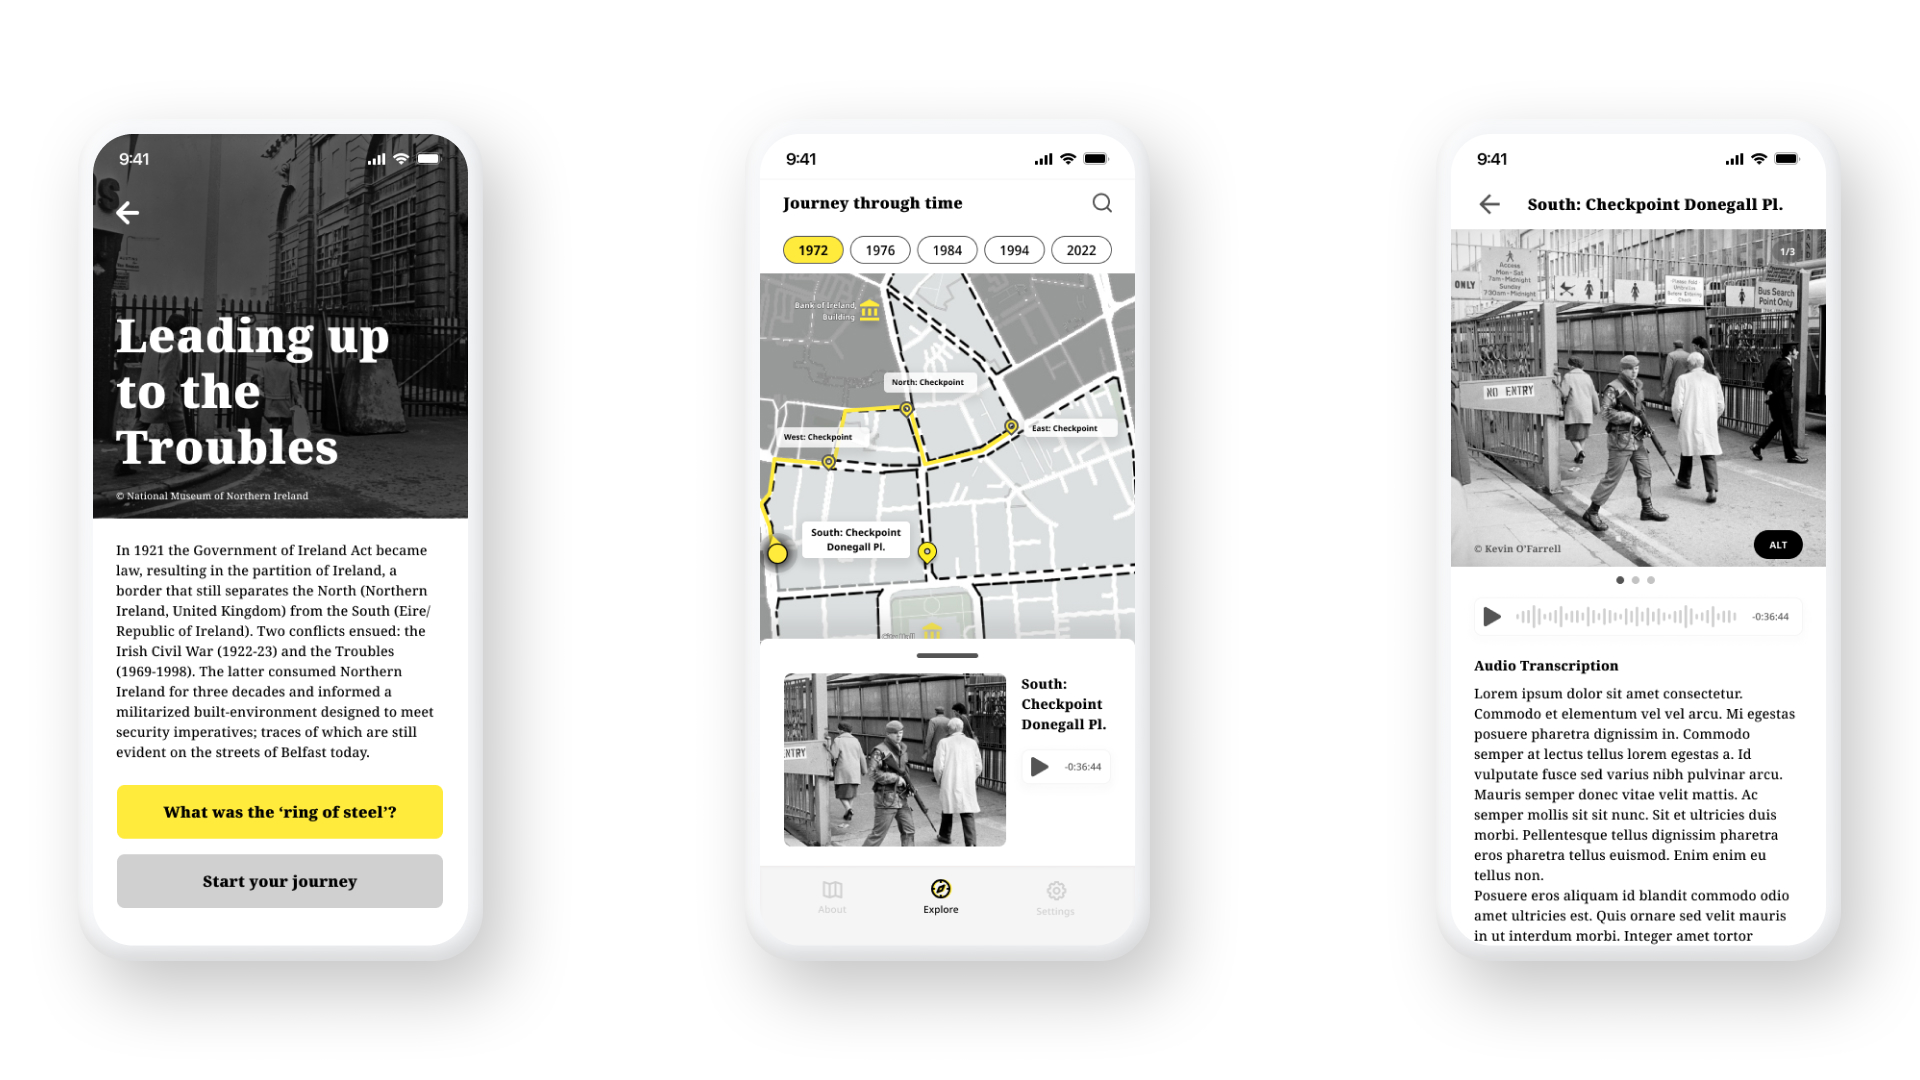 9:41
Leading up
to the
Troubles
© National Museum of Northern Ireland
In 1921 the Government of Ireland Act became
law, resulting in the partition of Ireland, a
border that still separates the North (Northern
Ireland, United Kingdom) from the South (Eire/
Republic of Ireland). Two conflicts ensued: the
Irish Civil War (1922-23) and the Troubles
(1969-1998). The latter consumed Northern
Ireland for three decades and informed a
militarized built-environment designed to meet
security imperatives; traces of which are still
evident on the streets of Belfast today.
What was the ‘ring of steel’?
Start your journey
9:41
Journey through time
1972 1976 1984 1994 2022
Bank of Ireland
Building
North: Checkpoint
East: Checkpoint
West: Checkpoint
South: Checkpoint
Donegall Pl.
City Hall
NTRY
South:
Checkpoint
Donegall Pl.
-0:36:44
About Explore Settings
9:41
South: Checkpoint Donegall Pl.
1/3
Access
Mon-Sat
7am-Midnight
Sunday
7:30am-Midnight
ONLY
Bus Search
Point Only
NO ENTRY
© Kevin O'Farrell
ALT
-0:36:44
Audio Transcription
Lorem ipsum dolor sit amet consectetur.
Commodo et elementum vel vel arcu. Mi egestas
posuere pharetra dignissim in. Commodo
semper at lectus tellus lorem egestas a. Id
vulputate fusce sed varius nibh pulvinar arcu.
Mauris semper donec vitae velit mattis. Ac
semper mollis sit sit nunc. Sit et ultricies duis
morbi. Pellentesque tellus dignissim pharetra
eros pharetra tellus euismod. Enim enim eu
tellus non.
Posuere eros aliquam id blandit commodo odio
amet ultricies est. Quis ornare sed velit mauris
in ut interdum morbi. Integer amet tortor